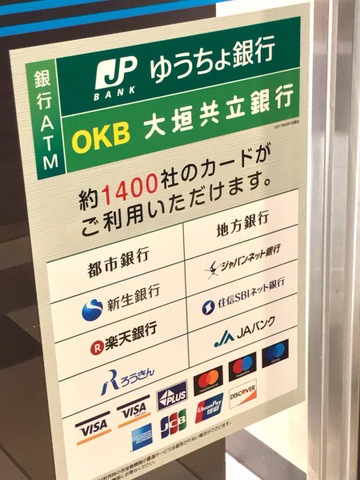 銀行ATM
JP BANK ゆうちょ銀行
OKB 大垣共立銀行
約1400社のカードが
ご利用いただけます。
都市銀行 地方銀行
新生銀行 ジャパンネット銀行
楽天銀行 住信SBIネット銀行
ろうきん JAバンク
VISA VISA PLUS
JCB UnionPay 银联 DISCOVER